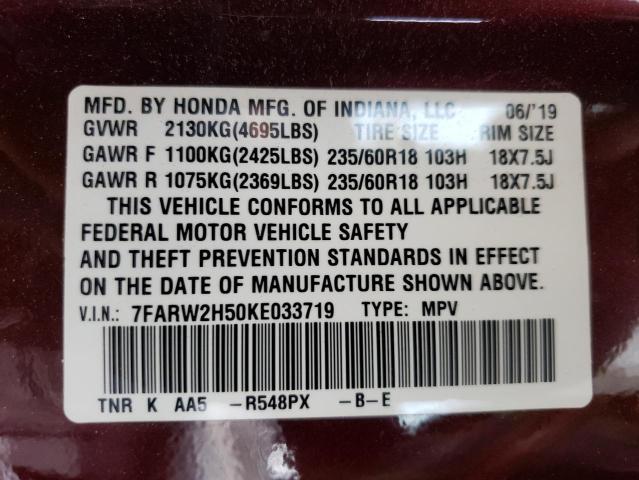 MFD. BY HONDA MFG. OF INDIANA, LLC 06/'19
GVWR 2130KG(4695LBS) TIRE SIZE RIM SIZE
GAWR F 1100KG(2425LBS) 235/60R18 103H 18X7.5J
GAWR R 1075KG(2369LBS) 235/60R18 103H 18X7.5J
THIS VEHICLE CONFORMS TO ALL APPLICABLE
FEDERAL MOTOR VEHICLE SAFETY
AND THEFT PREVENTION STANDARDS IN EFFECT
ON THE DATE OF MANUFACTURE SHOWN ABOVE.
V.I.N.: 7FARW2H50KE033719 TYPE: MPV
TNR K AA5 -R548PX -B-E